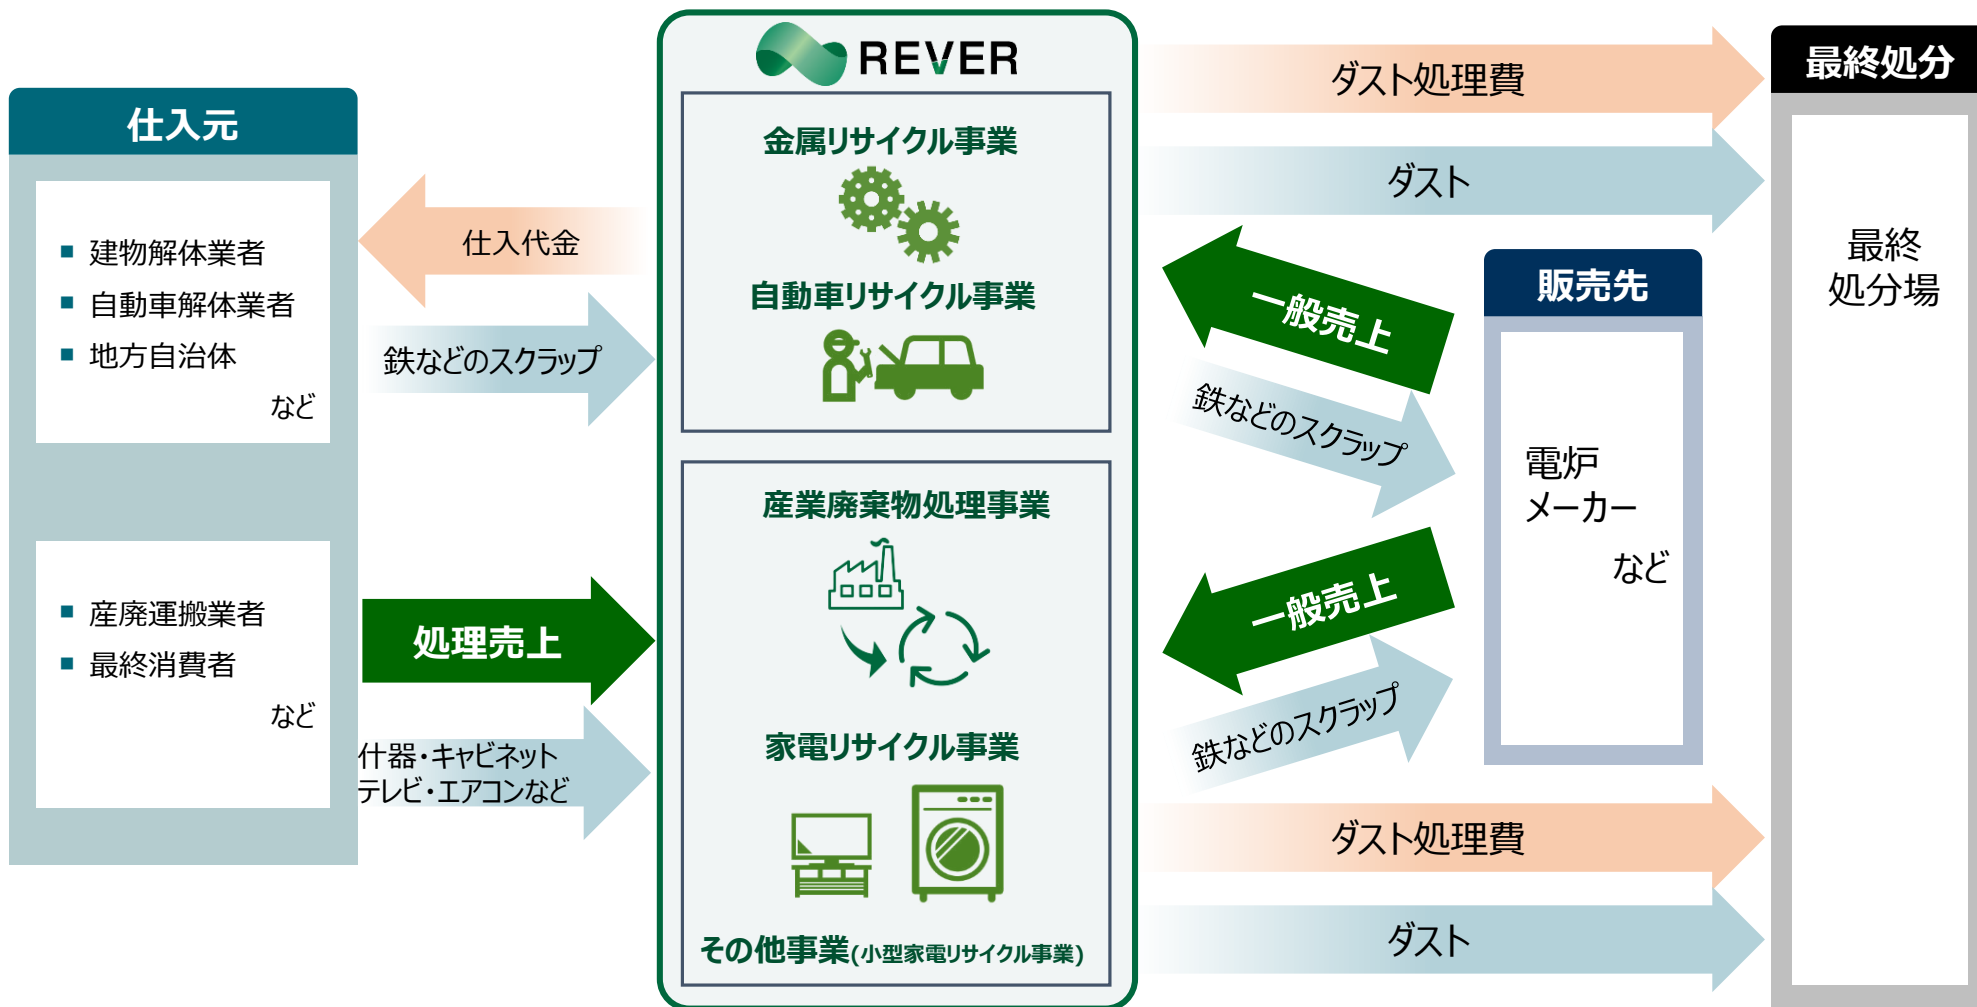 仕入元
■ 建物解体業者
■ 自動車解体業者
■ 地方自治体
など
■ 産廃運搬業者
■ 最終消費者
など
仕入代金
鉄などのスクラップ
処理売上
什器・キャビネット
テレビ・エアコンなど
REVER
金属リサイクル事業
自動車リサイクル事業
産業廃棄物処理事業
家電リサイクル事業
その他事業(小型家電リサイクル事業)
ダスト処理費
ダスト
一般売上
鉄などのスクラップ
一般売上
鉄などのスクラップ
ダスト処理費
ダスト
販売先
電炉
メーカー
など
最終処分
最終
処分場